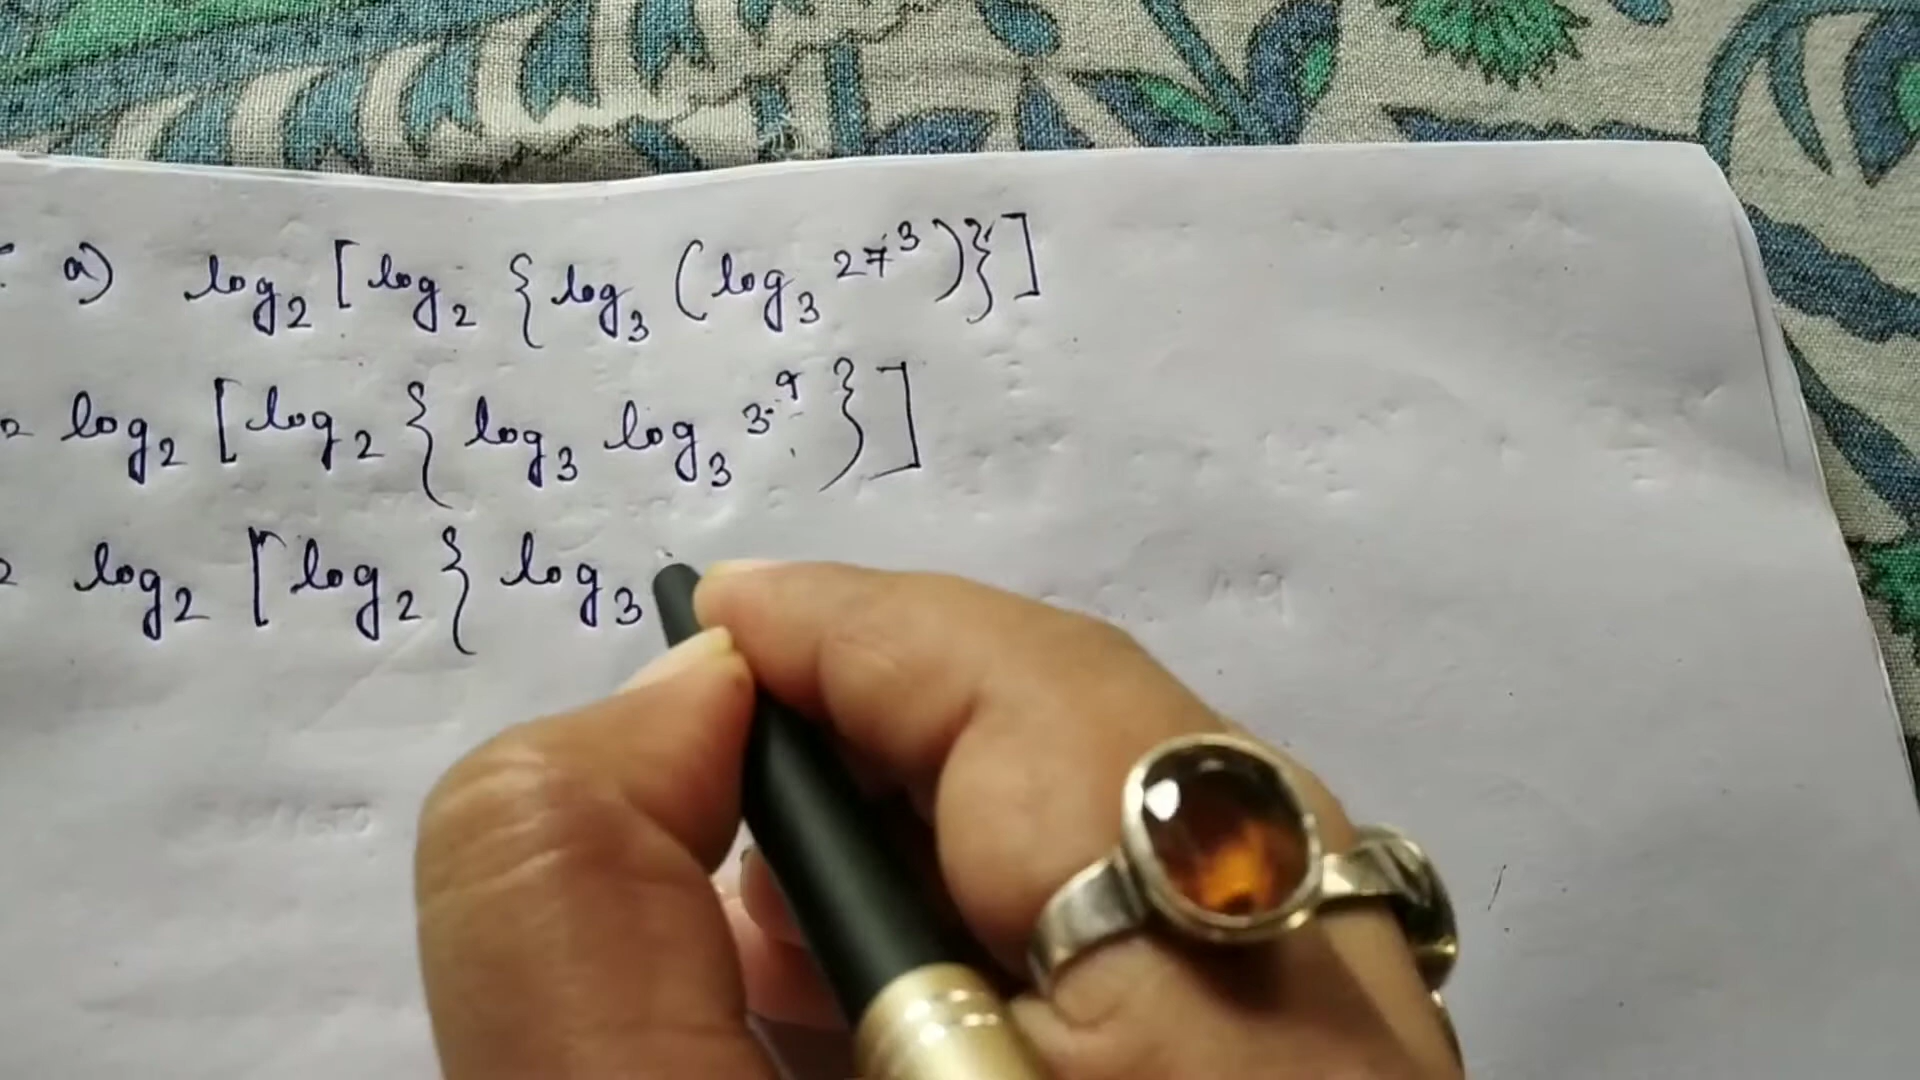 a) log₂ [log₂ {log₃ (log₃ 27³)}]
= log₂ [log₂ { log₃ log₃ 3⁹ }]
= log₂ [log₂ { log₃